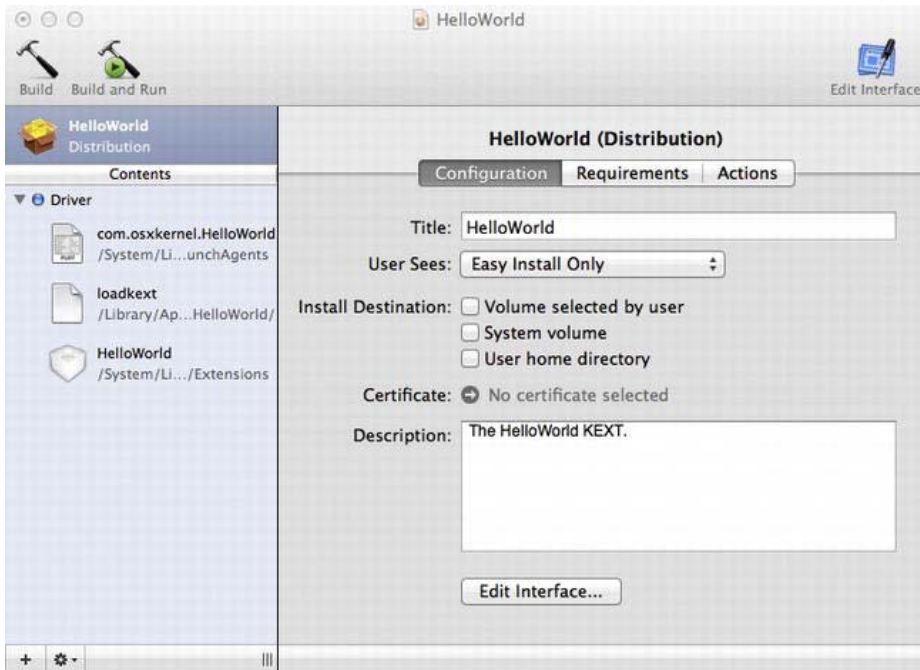 HelloWorld
Build
Build and Run
Edit Interface
HelloWorld
Distribution
Contents
Driver
com.osxkernel.HelloWorld
/System/Li...unchAgents
loadkext
/Library/Ap...HelloWorld/
HelloWorld
/System/Li.../Extensions
HelloWorld (Distribution)
Configuration Requirements Actions
Title: HelloWorld
User Sees: Easy Install Only
Install Destination: Volume selected by user
System volume
User home directory
Certificate: No certificate selected
Description: The HelloWorld KEXT.
Edit Interface...